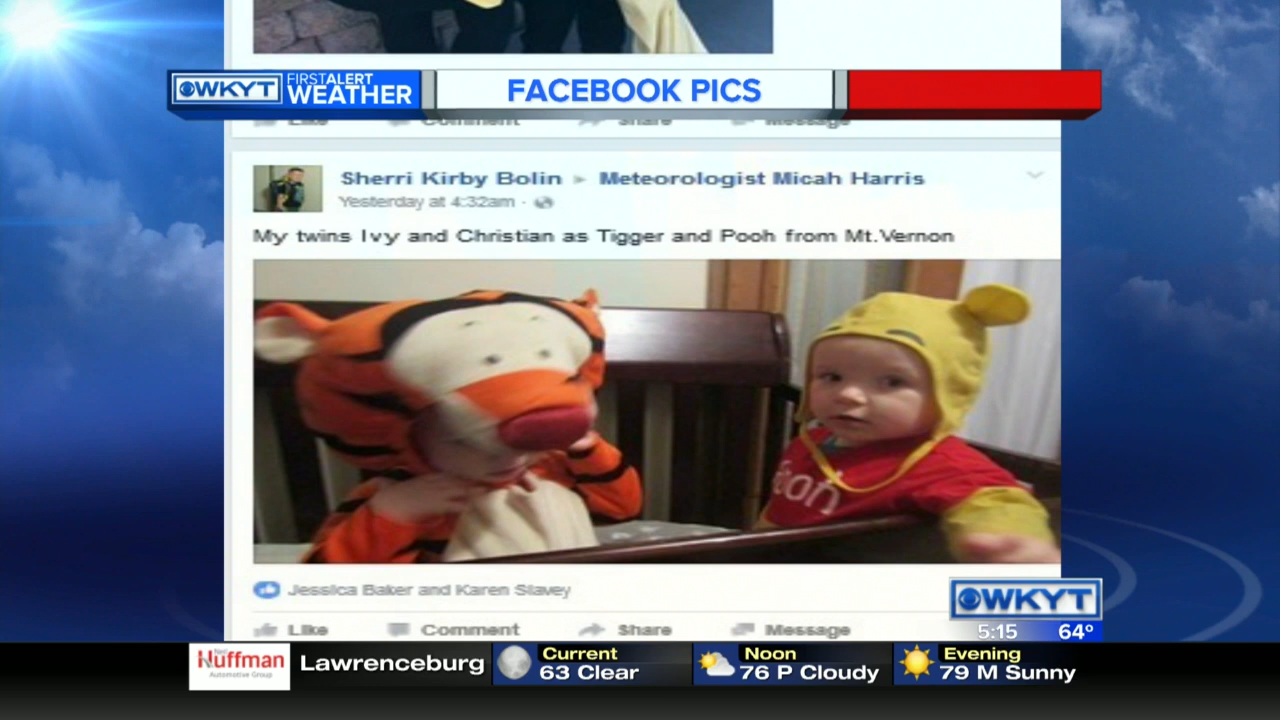 WKYT FIRST ALERT WEATHER
FACEBOOK PICS
Like Comment Share Message
Sherri Kirby Bolin ▸ Meteorologist Micah Harris
Yesterday at 4:32am ·
My twins Ivy and Christian as Tigger and Pooh from Mt.Vernon
Pooh
Jessica Baker and Karen Slavey
Like Comment Share Message
WKYT
5:15 64°
Huffman
Automotive Group
Lawrenceburg
Current
63 Clear
Noon
76 P Cloudy
Evening
79 M Sunny